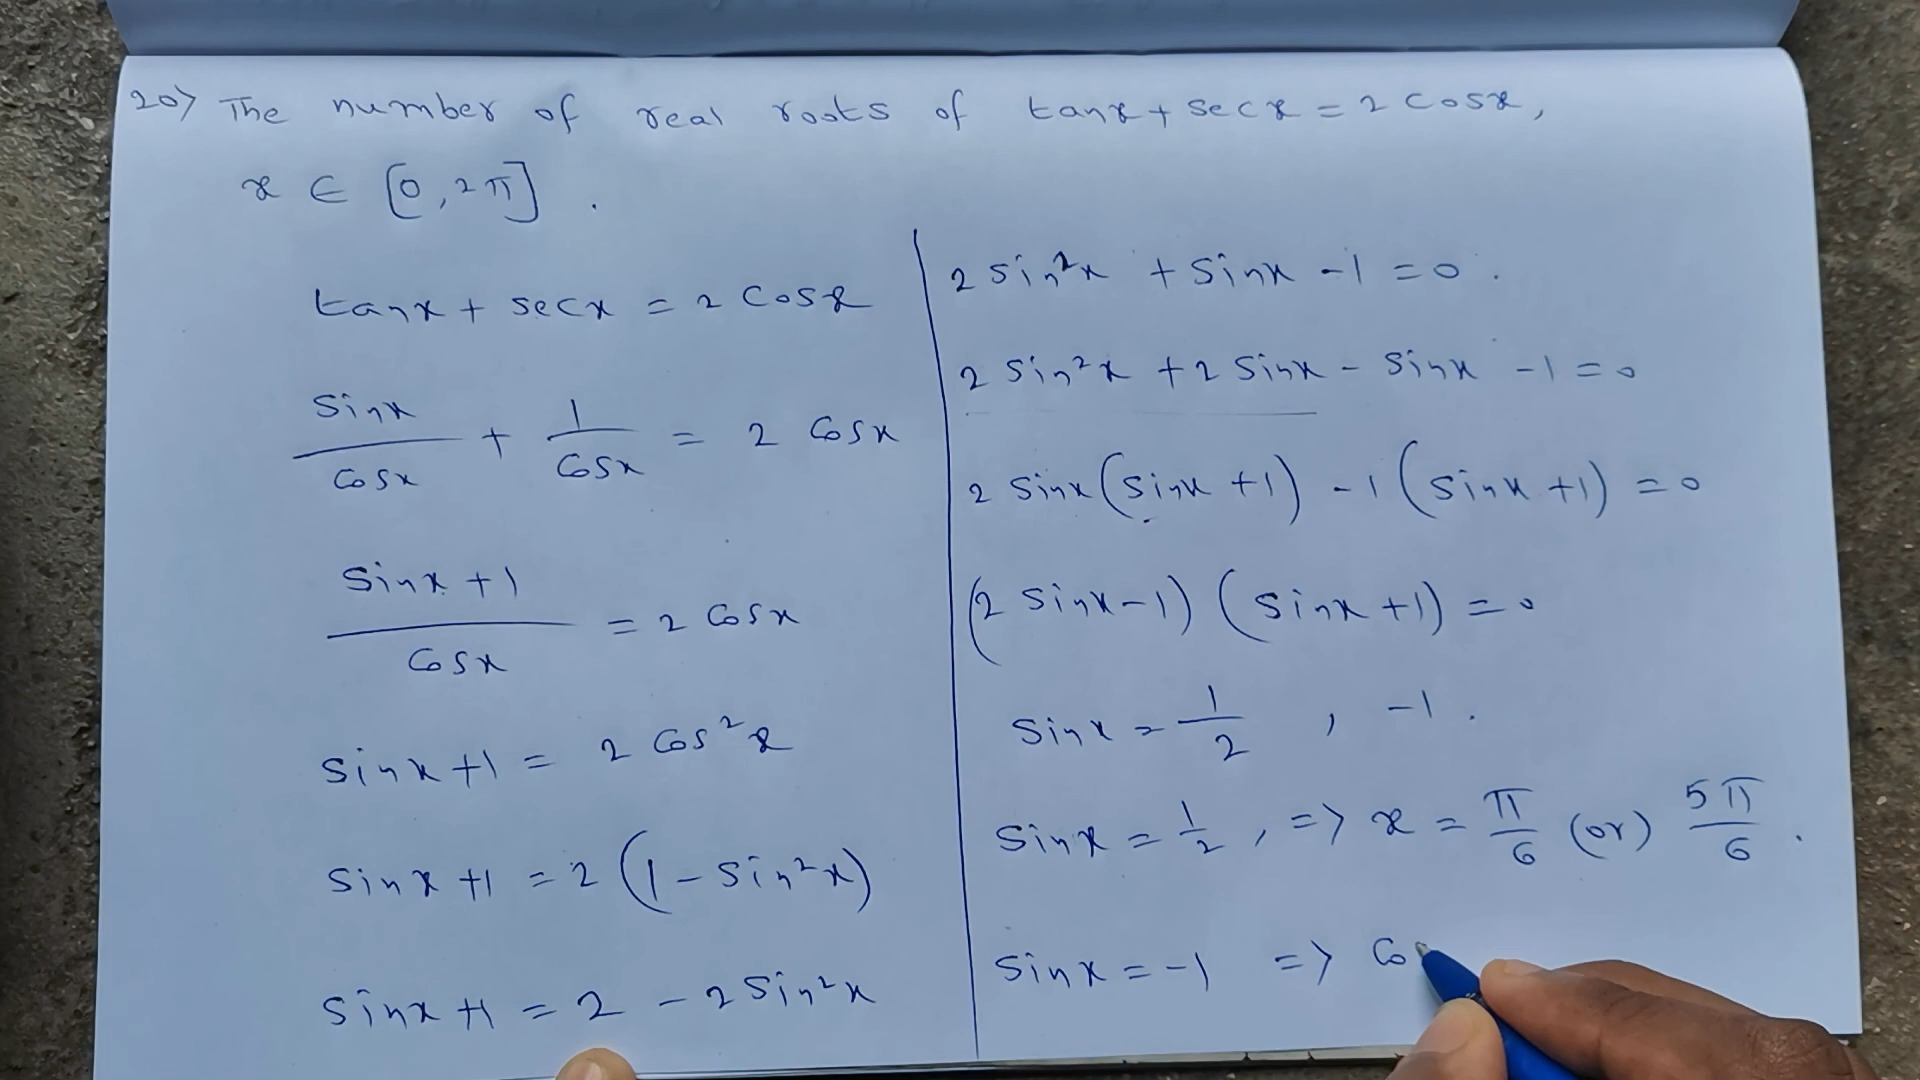 20) The number of real roots of tanx + secx = 2 cosx,
x ∈ [0, 2π] .
tanx + secx = 2 cosx
sinx/cosx + 1/cosx = 2 cosx
sinx + 1/cosx = 2 cosx
sinx + 1 = 2 cos²x
sinx + 1 = 2(1 - sin²x)
sinx + 1 = 2 - 2 sin²x
2 sin²x + sinx - 1 = 0 .
2 sin²x + 2 sinx - sinx - 1 = 0
2 sinx(sinx + 1) - 1(sinx + 1) = 0
(2 sinx - 1)(sinx + 1) = 0
sinx = 1/2 , -1 .
sinx = 1/2 , => x = π/6 (or) 5π/6 .
sinx = -1 => Co